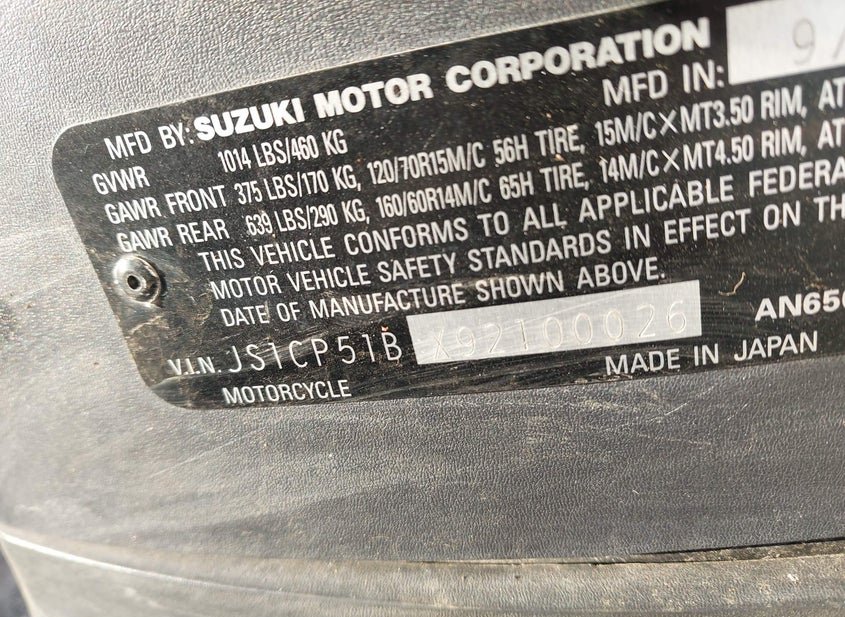 MFD BY: SUZUKI MOTOR CORPORATION
MFD IN: 9/
GVWR 1014 LBS/460 KG
GAWR FRONT 375 LBS/170 KG, 120/70R15M/C 56H TIRE, 15M/C×MT3.50 RIM, AT
GAWR REAR 639 LBS/290 KG, 160/60R14M/C 65H TIRE, 14M/C×MT4.50 RIM, AT
THIS VEHICLE CONFORMS TO ALL APPLICABLE FEDERA
MOTOR VEHICLE SAFETY STANDARDS IN EFFECT ON TH
DATE OF MANUFACTURE SHOWN ABOVE.
V.I.N. JS1CP51B X92100026 AN650
MOTORCYCLE MADE IN JAPAN